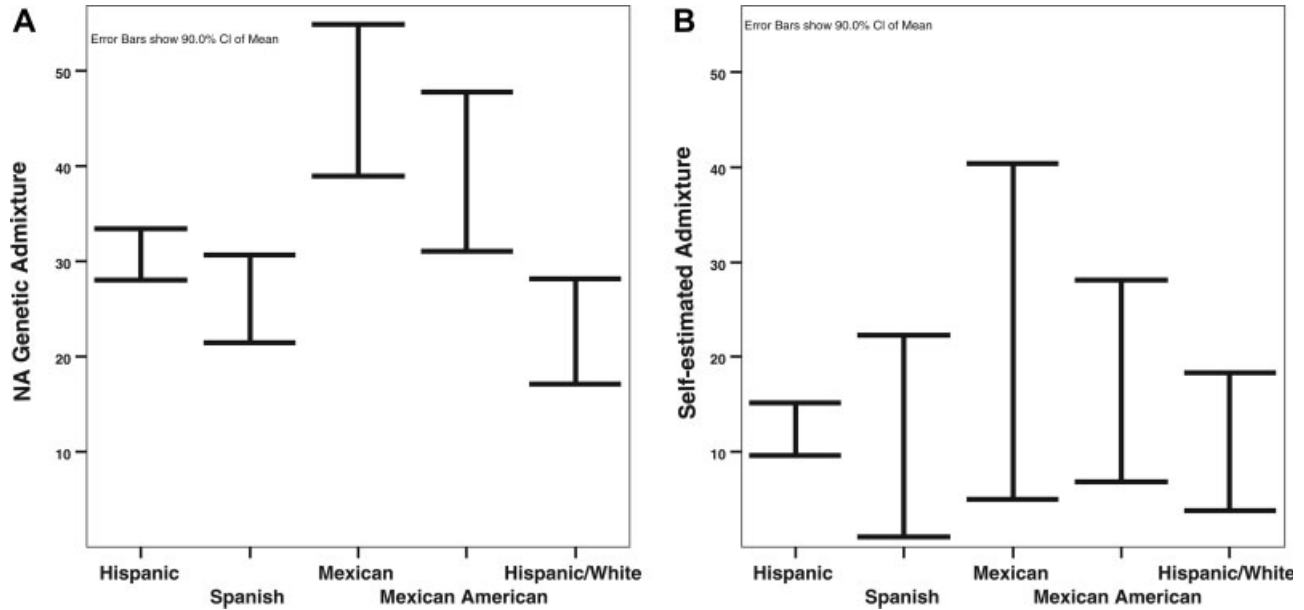 A
Error Bars show 90.0% CI of Mean
NA Genetic Admixture
50
40
30
20
10
Hispanic
Spanish
Mexican
Mexican American
Hispanic/White
B
Error Bars show 90.0% CI of Mean
Self-estimated Admixture
50
40
30
20
10
Hispanic
Spanish
Mexican
Mexican American
Hispanic/White